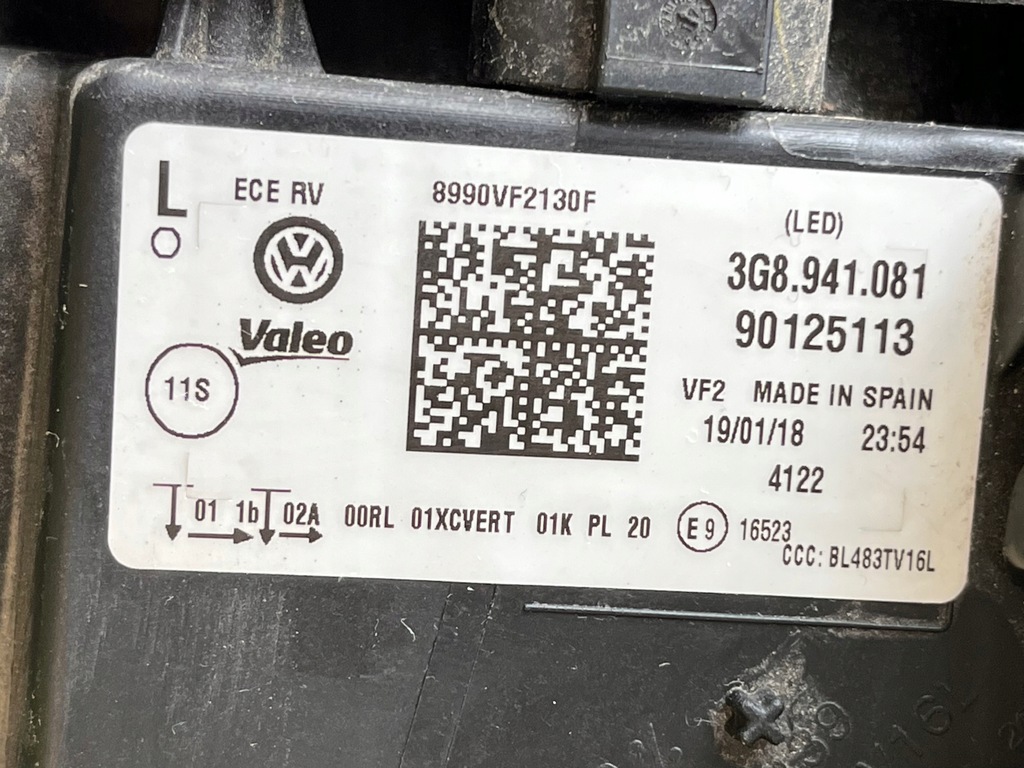 L
ECE RV
8990VF2130F
(LED)
3G8.941.081
90125113
Valeo
11S
VF2 MADE IN SPAIN
19/01/18 23:54
4122
01 1b 02A 00RL 01XCVERT 01K PL 20 E9 16523
CCC: BL483TV16L